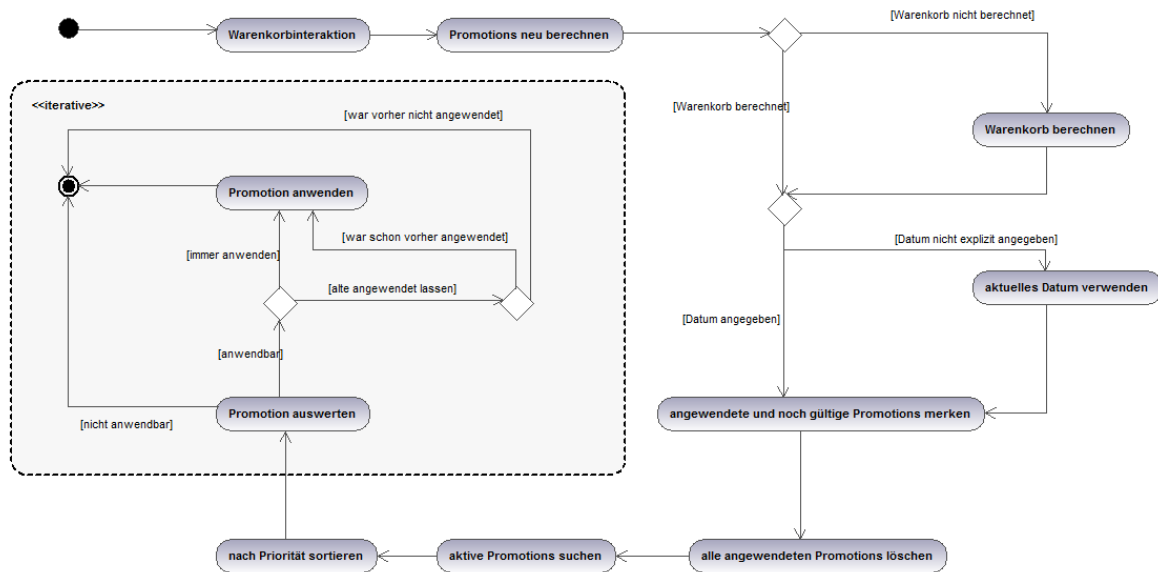 [Warenkorb nicht berechnet]
Warenkorbinteraktion
Promotions neu berechnen
<<iterative>>
[war vorher nicht angewendet]
[Warenkorb berechnet]
Warenkorb berechnen
Promotion anwenden
[war schon vorher angewendet]
[Datum nicht explizit angegeben]
[immer anwenden]
[alte angewendet lassen]
aktuelles Datum verwenden
[Datum angegeben]
[anwendbar]
Promotion auswerten
angewendete und noch gültige Promotions merken
[nicht anwendbar]
nach Priorität sortieren
aktive Promotions suchen
alle angewendeten Promotions löschen